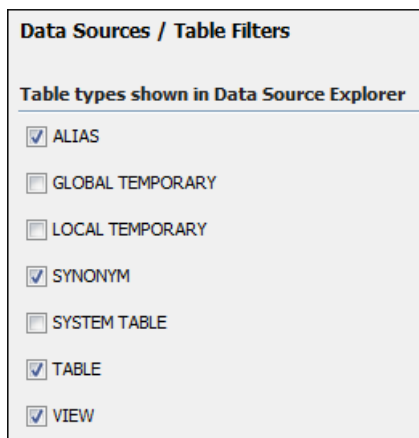 Data Sources / Table Filters
Table types shown in Data Source Explorer
ALIAS
GLOBAL TEMPORARY
LOCAL TEMPORARY
SYNONYM
SYSTEM TABLE
TABLE
VIEW